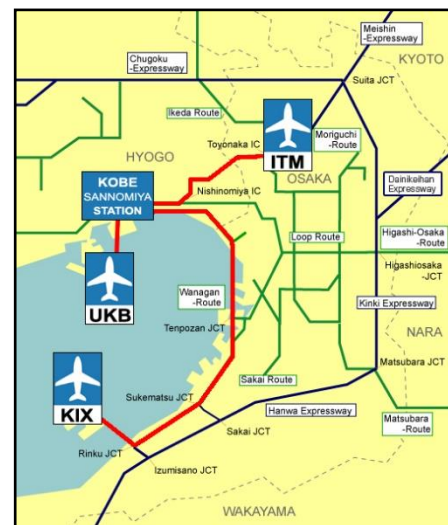 Meishin
-Expressway
KYOTO
Chugoku
-Expressway
Suita JCT
Ikeda Route
Moriguchi
-Route
Toyonaka IC
ITM
HYOGO
OSAKA
Dainikeihan
Expressway
KOBE
SANNOMIYA
STATION
Nishinomiya IC
Loop Route
Higashi-Osaka
-Route
Higashiosaka
-JCT
Wanagan
-Route
UKB
Kinki Expressway
Tenpozan JCT
NARA
Matsubara JCT
KIX
Sakai Route
Sukematsu JCT
Hanwa Expressway
Matsubara
-Route
Sakai JCT
Rinku JCT
Izumisano JCT
WAKAYAMA